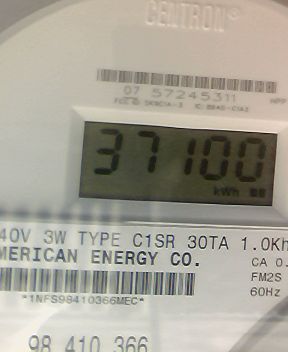 CENTRON®
07 57245311
37100
kWh
40V 3W TYPE C1SR 30TA 1.0Kh
MERICAN ENERGY CO.
CA 0.
FM2S
60Hz
*1NFS98410366MEC*
98 410 366